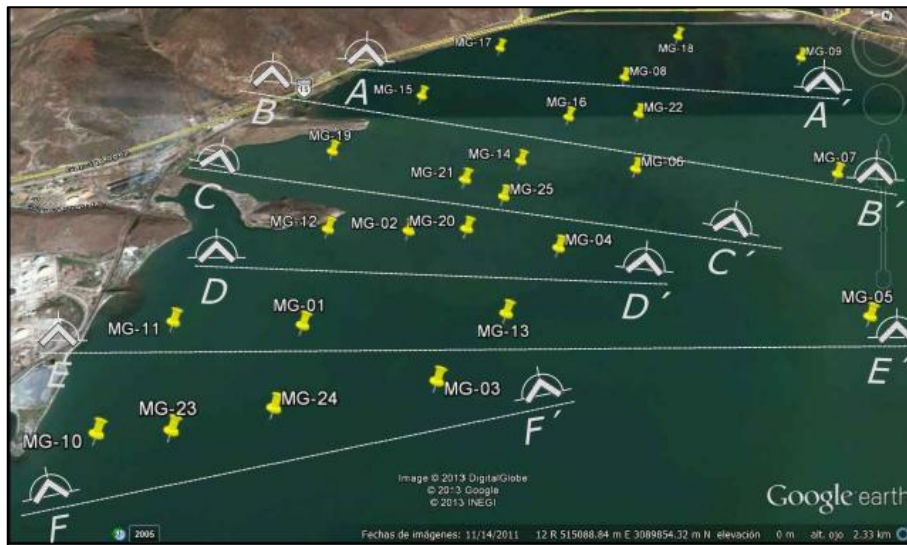 N
MG-17
MG-18
MG-09
MG-08
A
A´
B
15
MG-15
MG-16
MG-22
MG-19
MG-14
MG-06
MG-07
C
MG-21
MG-25
B´
MG-12
MG-02
MG-20
MG-04
C´
D
D´
MG-11
MG-01
MG-13
MG-05
E
E´
MG-03
MG-24
MG-23
MG-10
F´
F
Image © 2013 DigitalGlobe
© 2013 Google
© 2013 INEGI
Google earth
2005
Fechas de imágenes: 11/14/2011 12 R 515088.84 m E 3089854.32 m N elevación 0 m alt. ojo 2.33 km